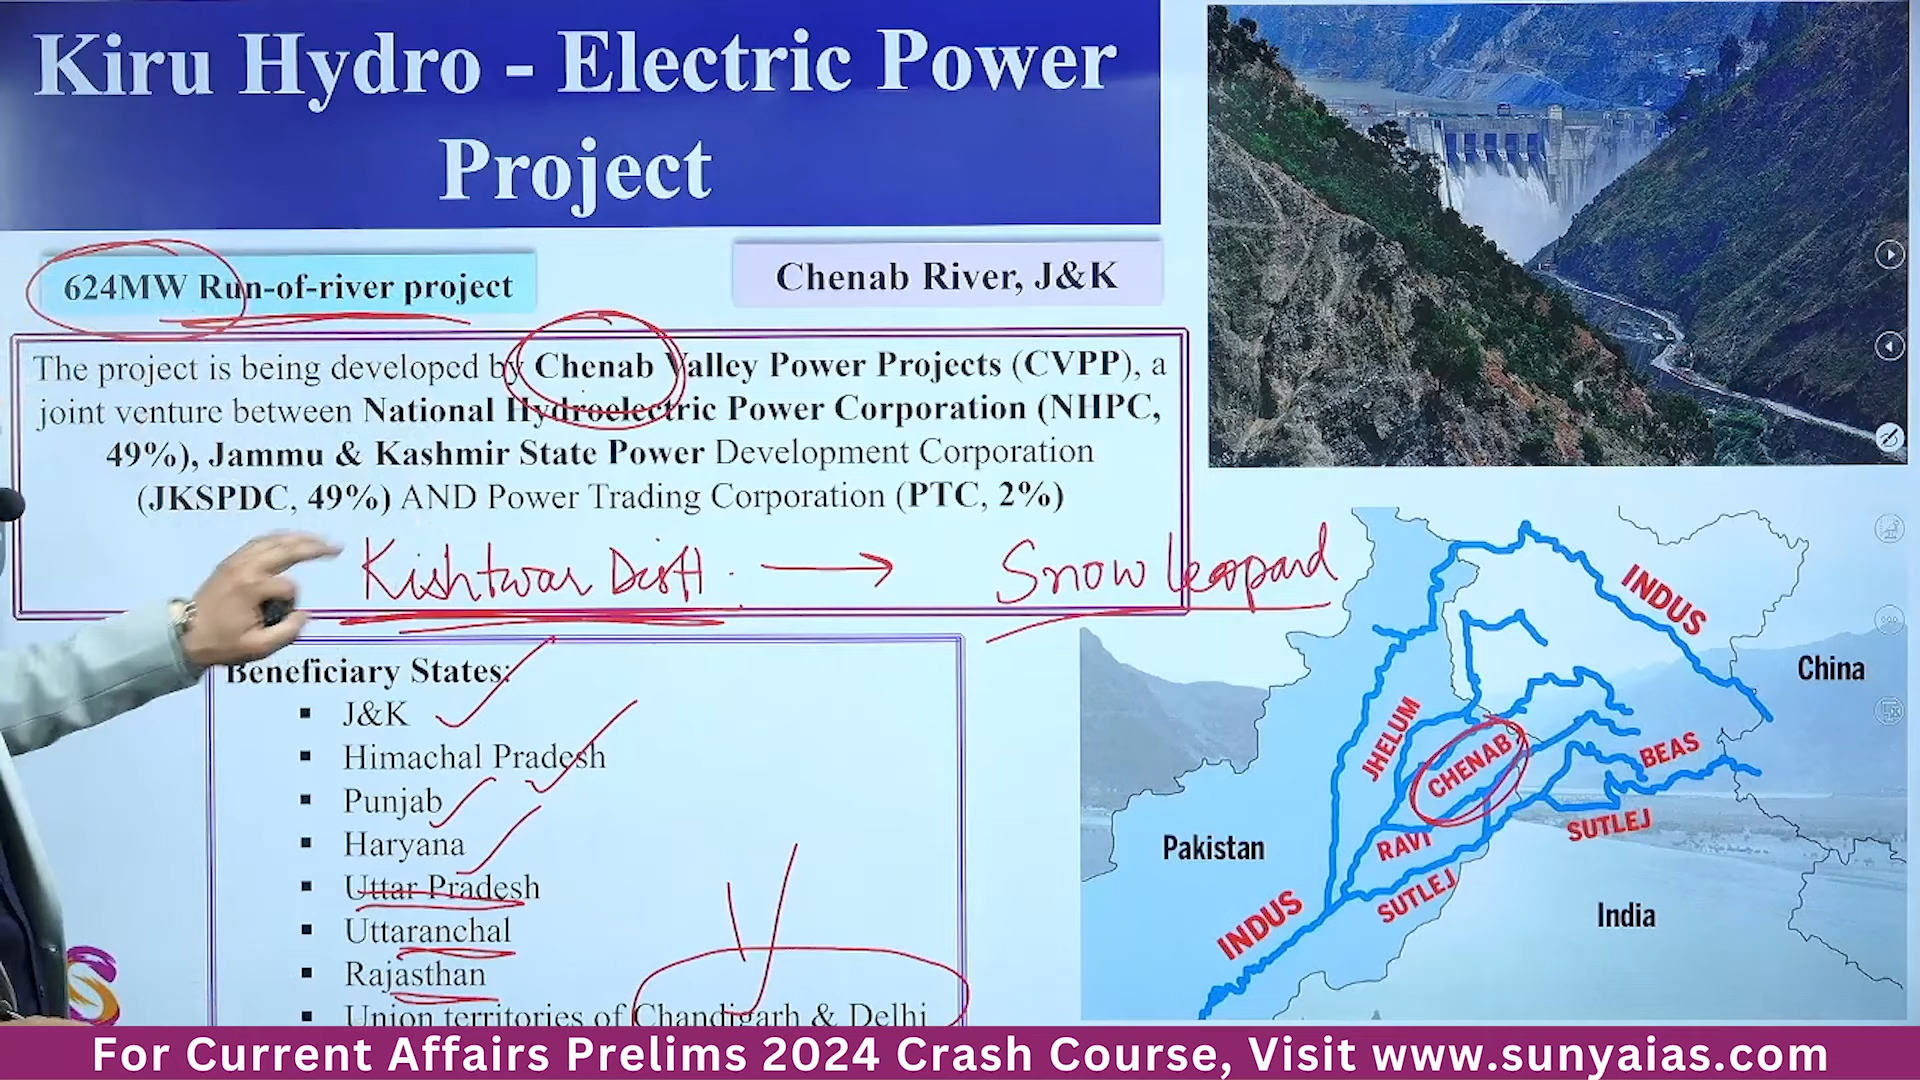 Kiru Hydro - Electric Power
Project
624MW Run-of-river project
Chenab River, J&K
The project is being developed by Chenab Valley Power Projects (CVPP), a
joint venture between National Hydroelectric Power Corporation (NHPC,
49%), Jammu & Kashmir State Power Development Corporation
(JKSPDC, 49%) AND Power Trading Corporation (PTC, 2%)
Kishtwar Distt. → Snow leopard
Beneficiary States:
▪ J&K
▪ Himachal Pradesh
▪ Punjab
▪ Haryana
▪ Uttar Pradesh
▪ Uttaranchal
▪ Rajasthan
Union territories of Chandigarh & Delhi
INDUS
China
JHELUM
CHENAB
BEAS
SUTLEJ
Pakistan
RAVI
SUTLEJ
India
INDUS
For Current Affairs Prelims 2024 Crash Course, Visit www.sunyaias.com